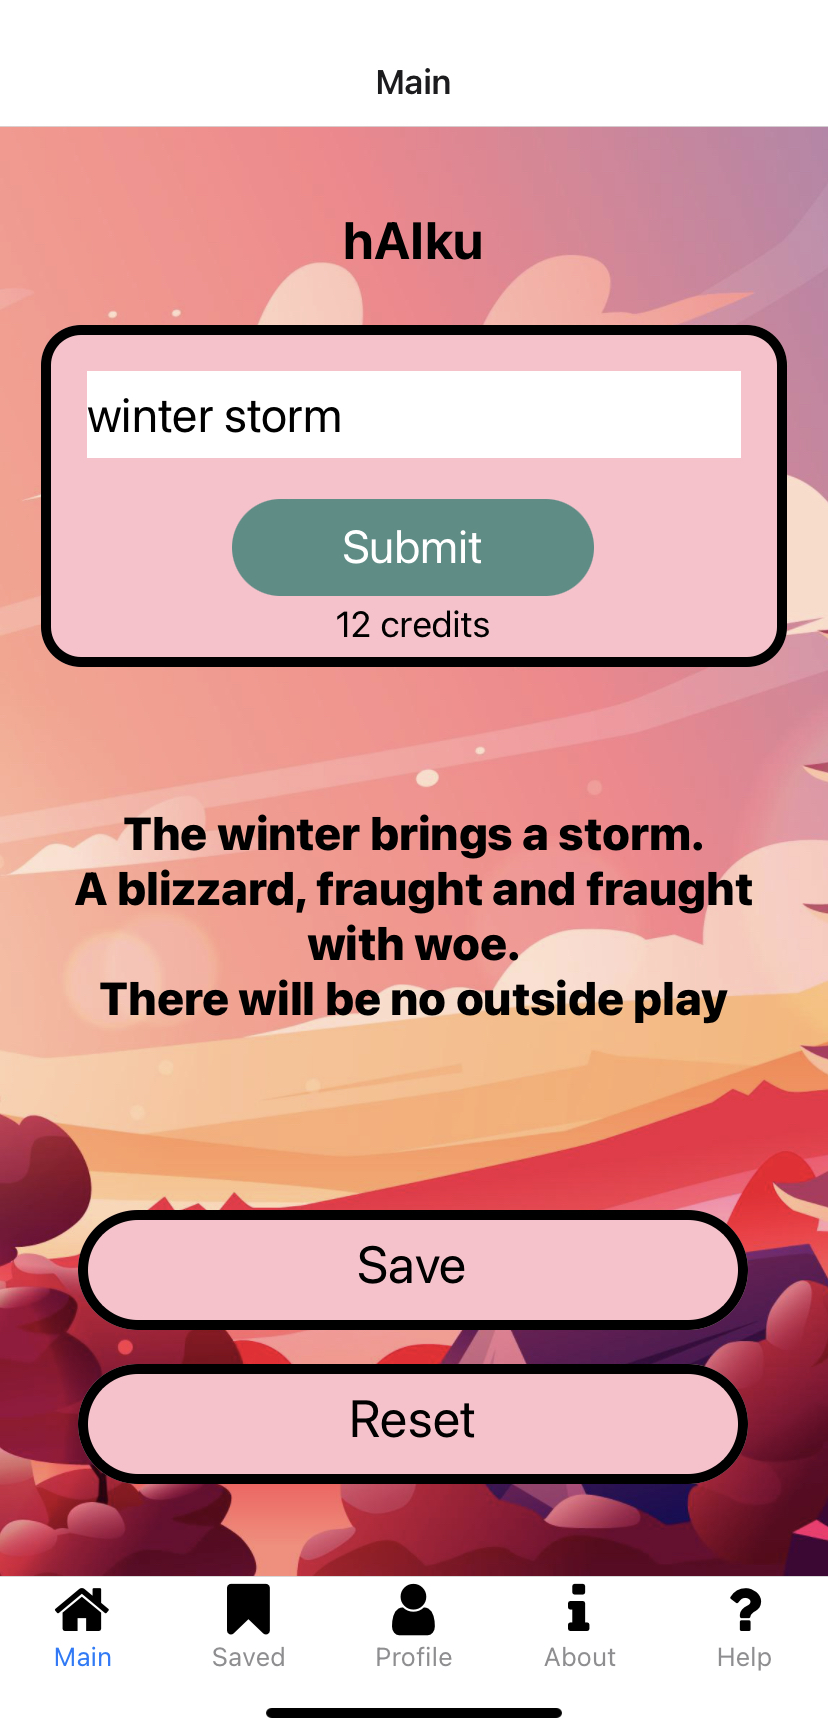 Main
hAIku
winter storm
Submit
12 credits
The winter brings a storm.
A blizzard, fraught and fraught
with woe.
There will be no outside play
Save
Reset
Main
Saved
Profile
About
Help